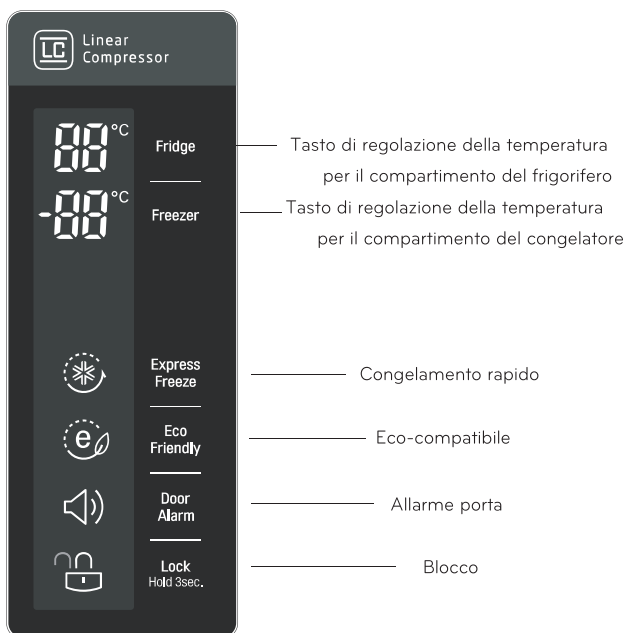 LC Linear
Compressor
88 °C
Fridge
Tasto di regolazione della temperatura
per il compartimento del frigorifero
-88 °C
Freezer
Tasto di regolazione della temperatura
per il compartimento del congelatore
Express
Freeze
Congelamento rapido
e
Eco
Friendly
Eco-compatibile
Door
Alarm
Allarme porta
Lock
Hold 3sec.
Blocco